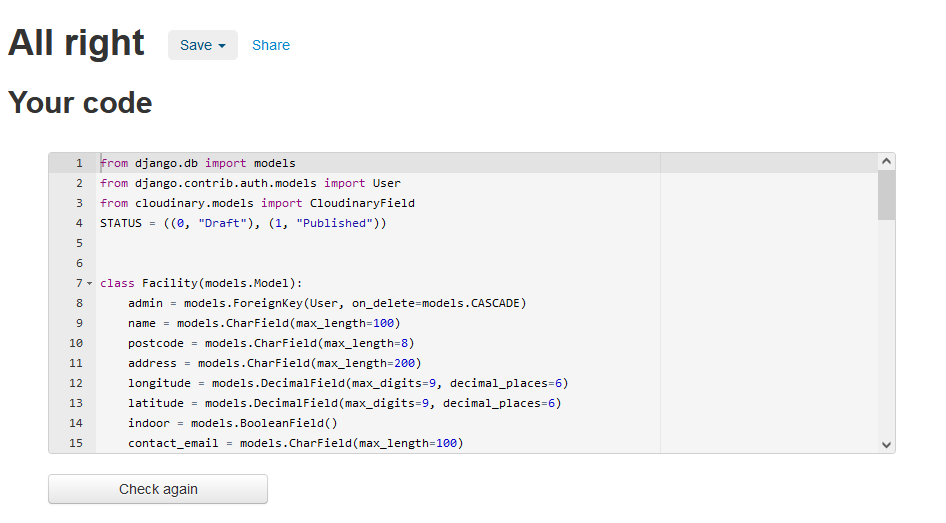 All right Save Share
Your code
1 from django.db import models
2 from django.contrib.auth.models import User
3 from cloudinary.models import CloudinaryField
4 STATUS = ((0, "Draft"), (1, "Published"))
5
6
7 class Facility(models.Model):
8     admin = models.ForeignKey(User, on_delete=models.CASCADE)
9     name = models.CharField(max_length=100)
10     postcode = models.CharField(max_length=8)
11     address = models.CharField(max_length=200)
12     longitude = models.DecimalField(max_digits=9, decimal_places=6)
13     latitude = models.DecimalField(max_digits=9, decimal_places=6)
14     indoor = models.BooleanField()
15     contact_email = models.CharField(max_length=100)
Check again